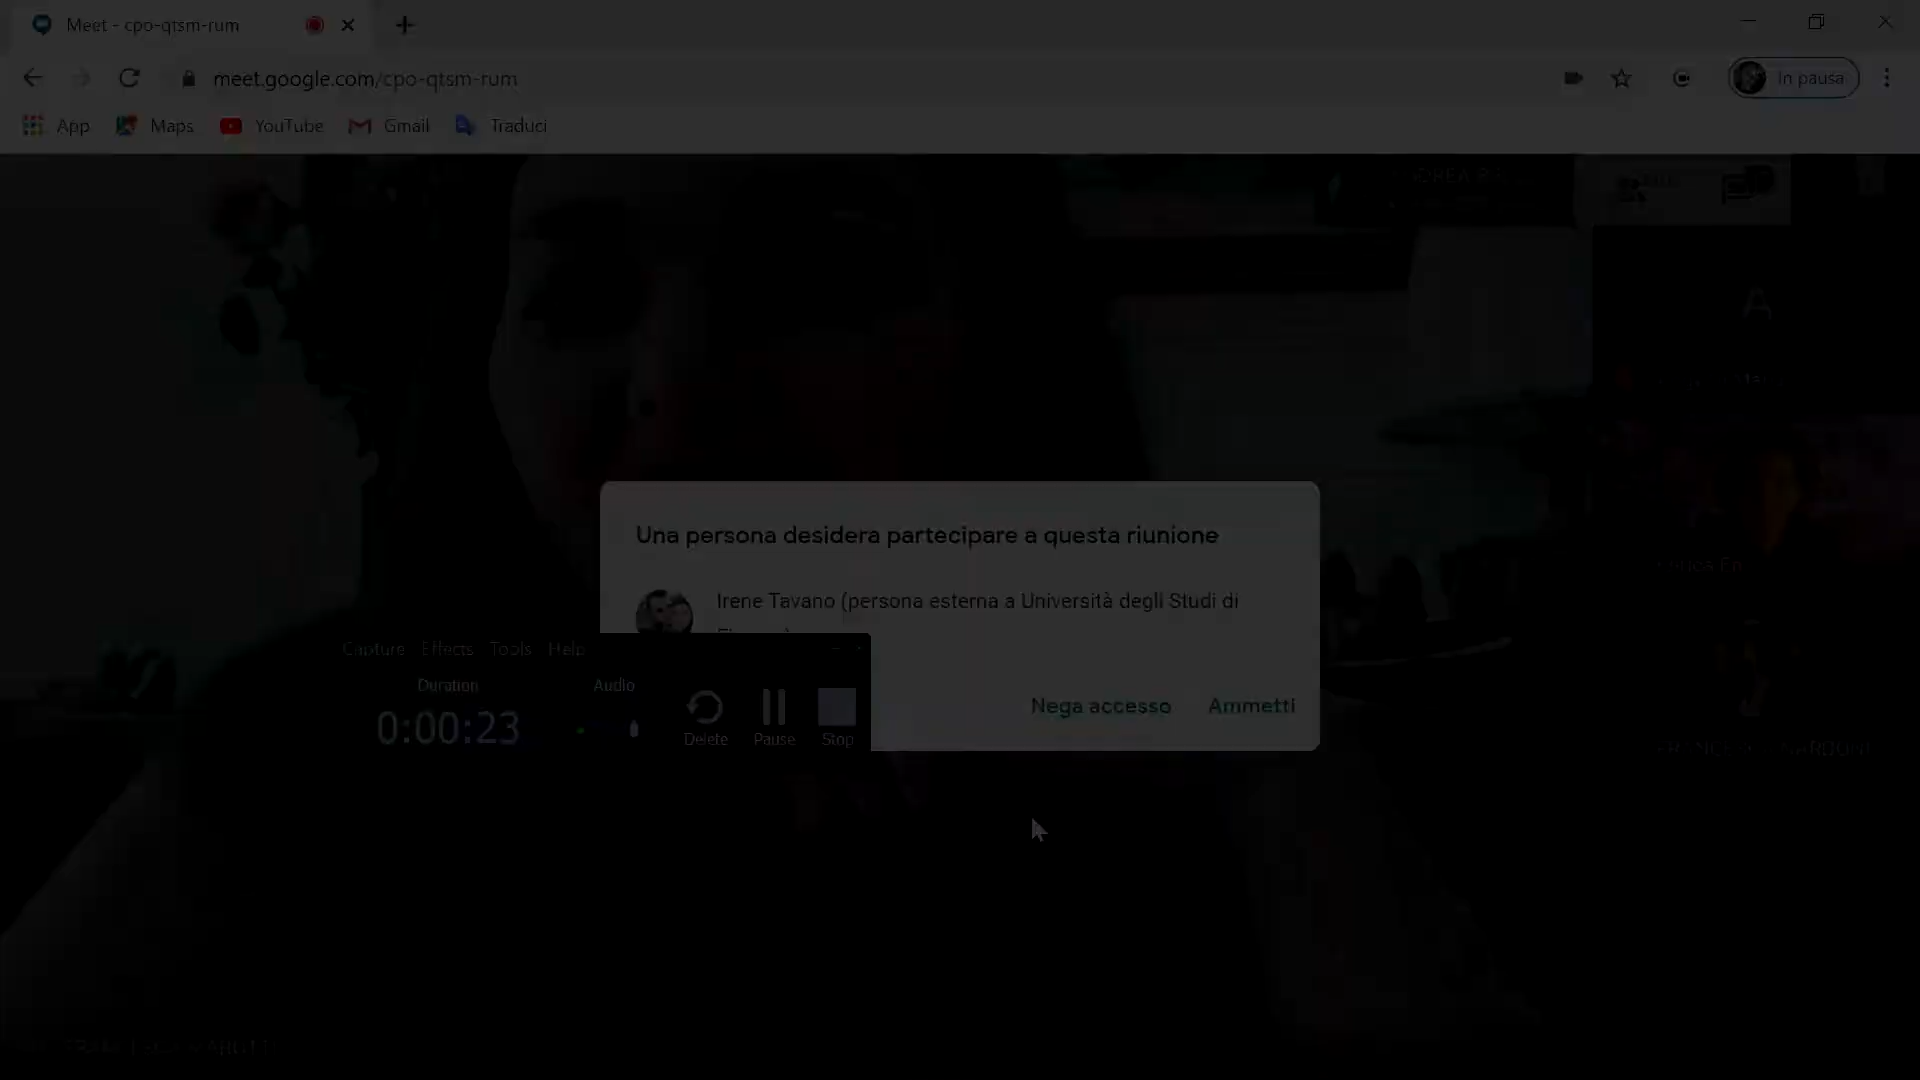 Meet - cpo-qtsm-rum
meet.google.com/cpo-qtsm-rum
In pausa
App Maps YouTube Gmail Traduci
Una persona desidera partecipare a questa riunione
Irene Tavano (persona esterna a Università degli Studi di
Capture Effects Tools Help
Duration Audio
0:00:23
Delete Pause Stop
Nega accesso Ammetti
A